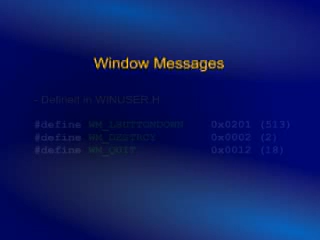 Window Messages
- Defined in WINUSER.H
#define WM_LBUTTONDOWN 0x0201 (513)
#define WM_DESTROY 0x0002 (2)
#define WM_QUIT 0x0012 (18)